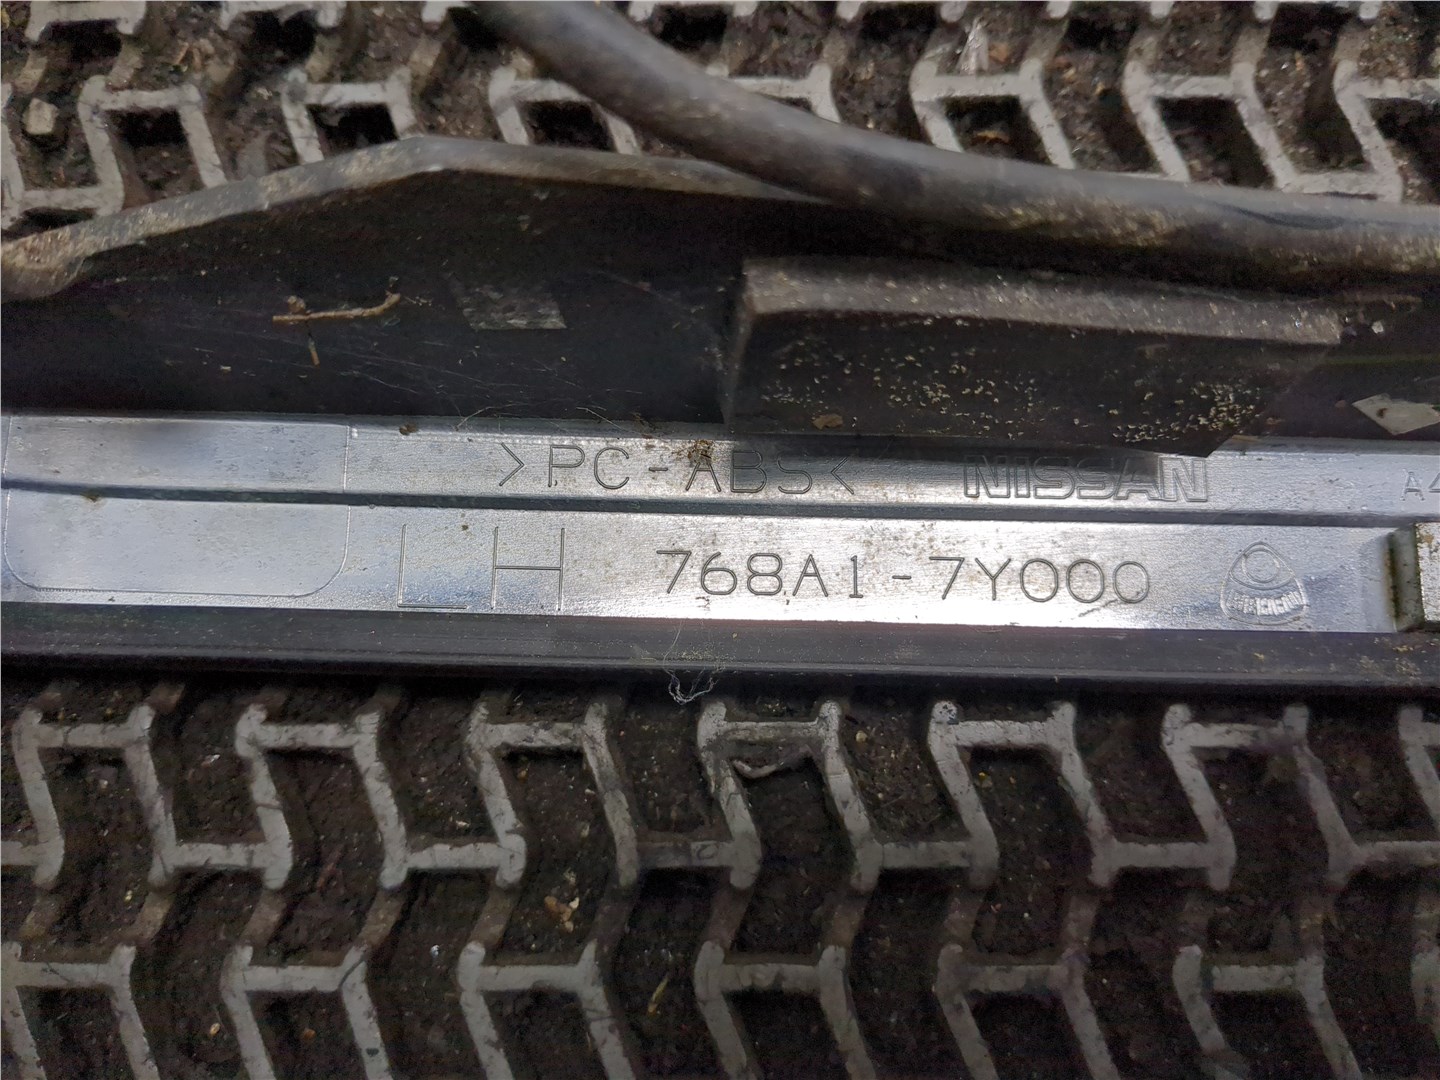 >PC-ABS< NISSAN
LH 768A1-7Y000